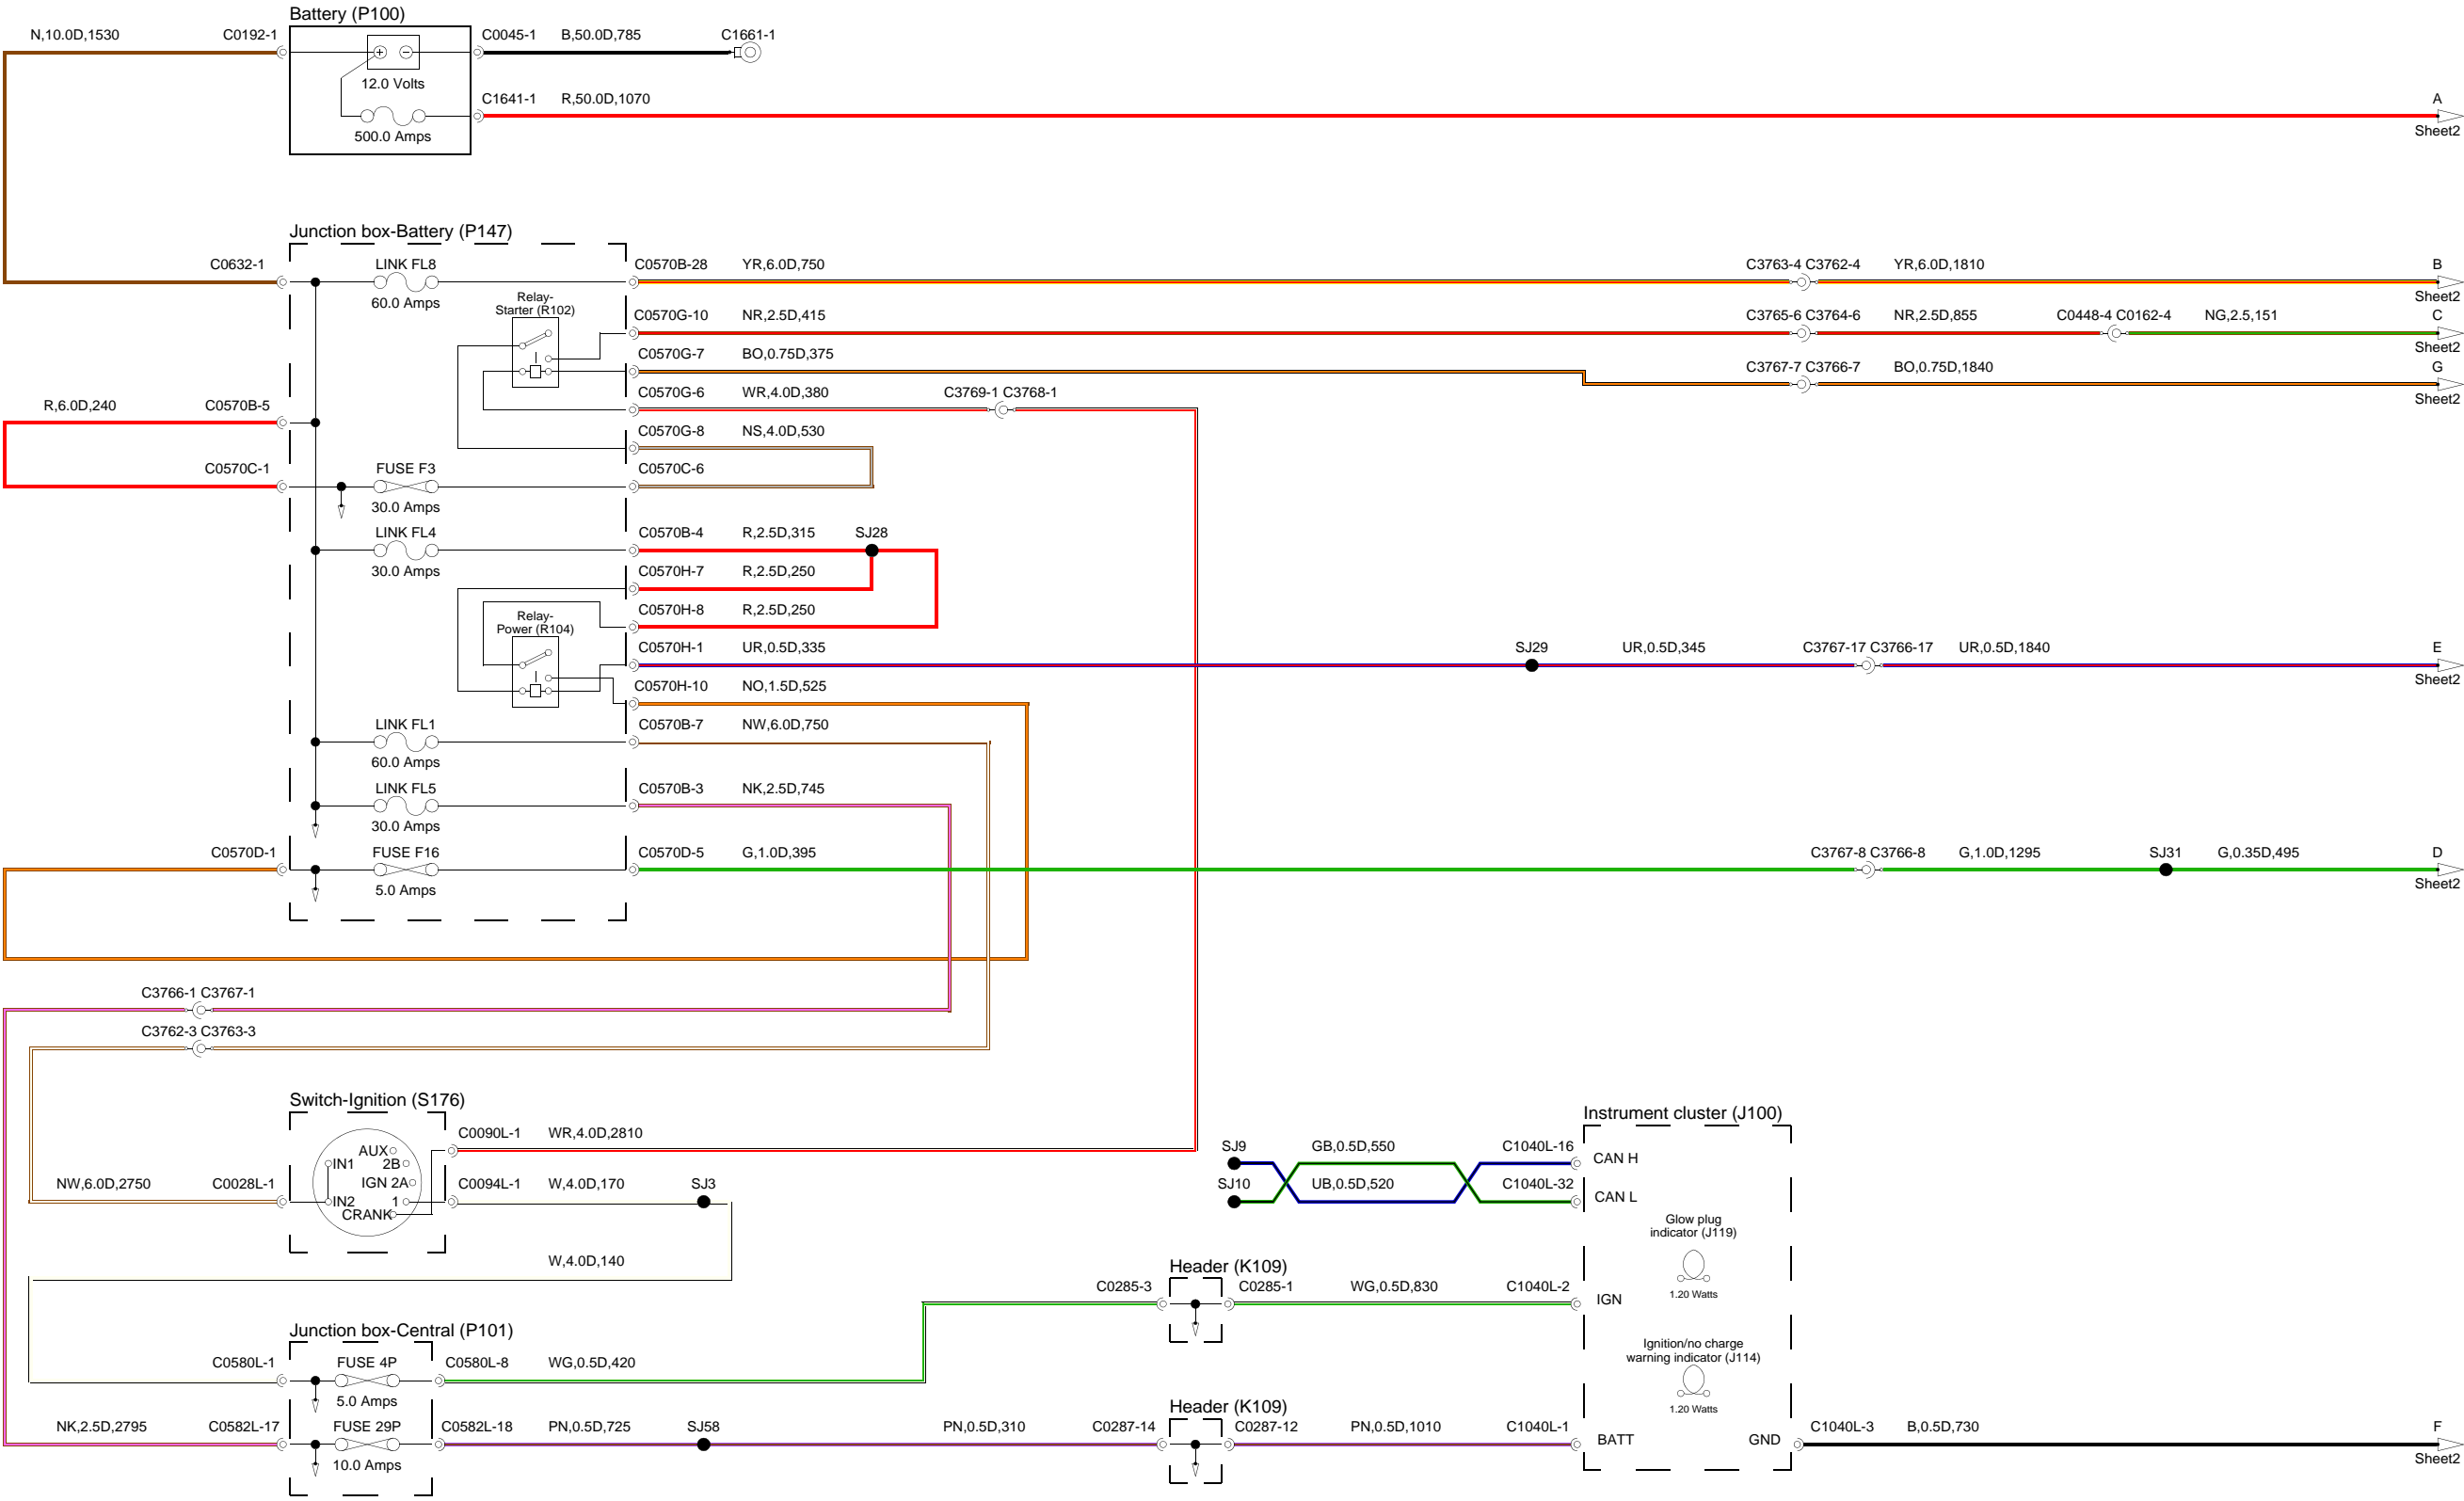 Battery (P100)
N,10.0D,1530 C0192-1 C0045-1 B,50.0D,785 C1661-1
12.0 Volts
C1641-1 R,50.0D,1070 A
500.0 Amps Sheet2
Junction box-Battery (P147)
C0632-1 LINK FL8 C0570B-28 YR,6.0D,750 C3763-4 C3762-4 YR,6.0D,1810 B
60.0 Amps Sheet2
Relay-
Starter (R102)
C0570G-10 NR,2.5D,415 C3765-6 C3764-6 NR,2.5D,855 C0448-4 C0162-4 NG,2.5,151 C
Sheet2
C0570G-7 BO,0.75D,375 C3767-7 C3766-7 BO,0.75D,1840 G
Sheet2
C0570G-6 WR,4.0D,380 C3769-1 C3768-1
R,6.0D,240 C0570B-5
C0570G-8 NS,4.0D,530
C0570C-1 FUSE F3 C0570C-6
30.0 Amps
LINK FL4 C0570B-4 R,2.5D,315 SJ28
30.0 Amps C0570H-7 R,2.5D,250
C0570H-8 R,2.5D,250
Relay-
Power (R104)
C0570H-1 UR,0.5D,335 SJ29 UR,0.5D,345 C3767-17 C3766-17 UR,0.5D,1840 E
Sheet2
C0570H-10 NO,1.5D,525
LINK FL1 C0570B-7 NW,6.0D,750
60.0 Amps
LINK FL5 C0570B-3 NK,2.5D,745
30.0 Amps
C0570D-1 FUSE F16 C0570D-5 G,1.0D,395 C3767-8 C3766-8 G,1.0D,1295 SJ31 G,0.35D,495 D
5.0 Amps Sheet2
C3766-1 C3767-1
C3762-3 C3763-3
Switch-Ignition (S176)
C0090L-1 WR,4.0D,2810
AUX
IN1 2B
IGN 2A
NW,6.0D,2750 C0028L-1 IN2 1 C0094L-1 W,4.0D,170 SJ3
CRANK
W,4.0D,140
Instrument cluster (J100)
SJ9 GB,0.5D,550 C1040L-16 CAN H
SJ10 UB,0.5D,520 C1040L-32 CAN L
Glow plug
indicator (J119)
1.20 Watts
Header (K109)
C0285-3 C0285-1 WG,0.5D,830 C1040L-2 IGN
Ignition/no charge
warning indicator (J114)
1.20 Watts
Junction box-Central (P101)
C0580L-1 FUSE 4P C0580L-8 WG,0.5D,420
5.0 Amps
Header (K109)
NK,2.5D,2795 C0582L-17 FUSE 29P C0582L-18 PN,0.5D,725 SJ58 PN,0.5D,310 C0287-14 C0287-12 PN,0.5D,1010 C1040L-1 BATT GND C1040L-3 B,0.5D,730 F
10.0 Amps Sheet2